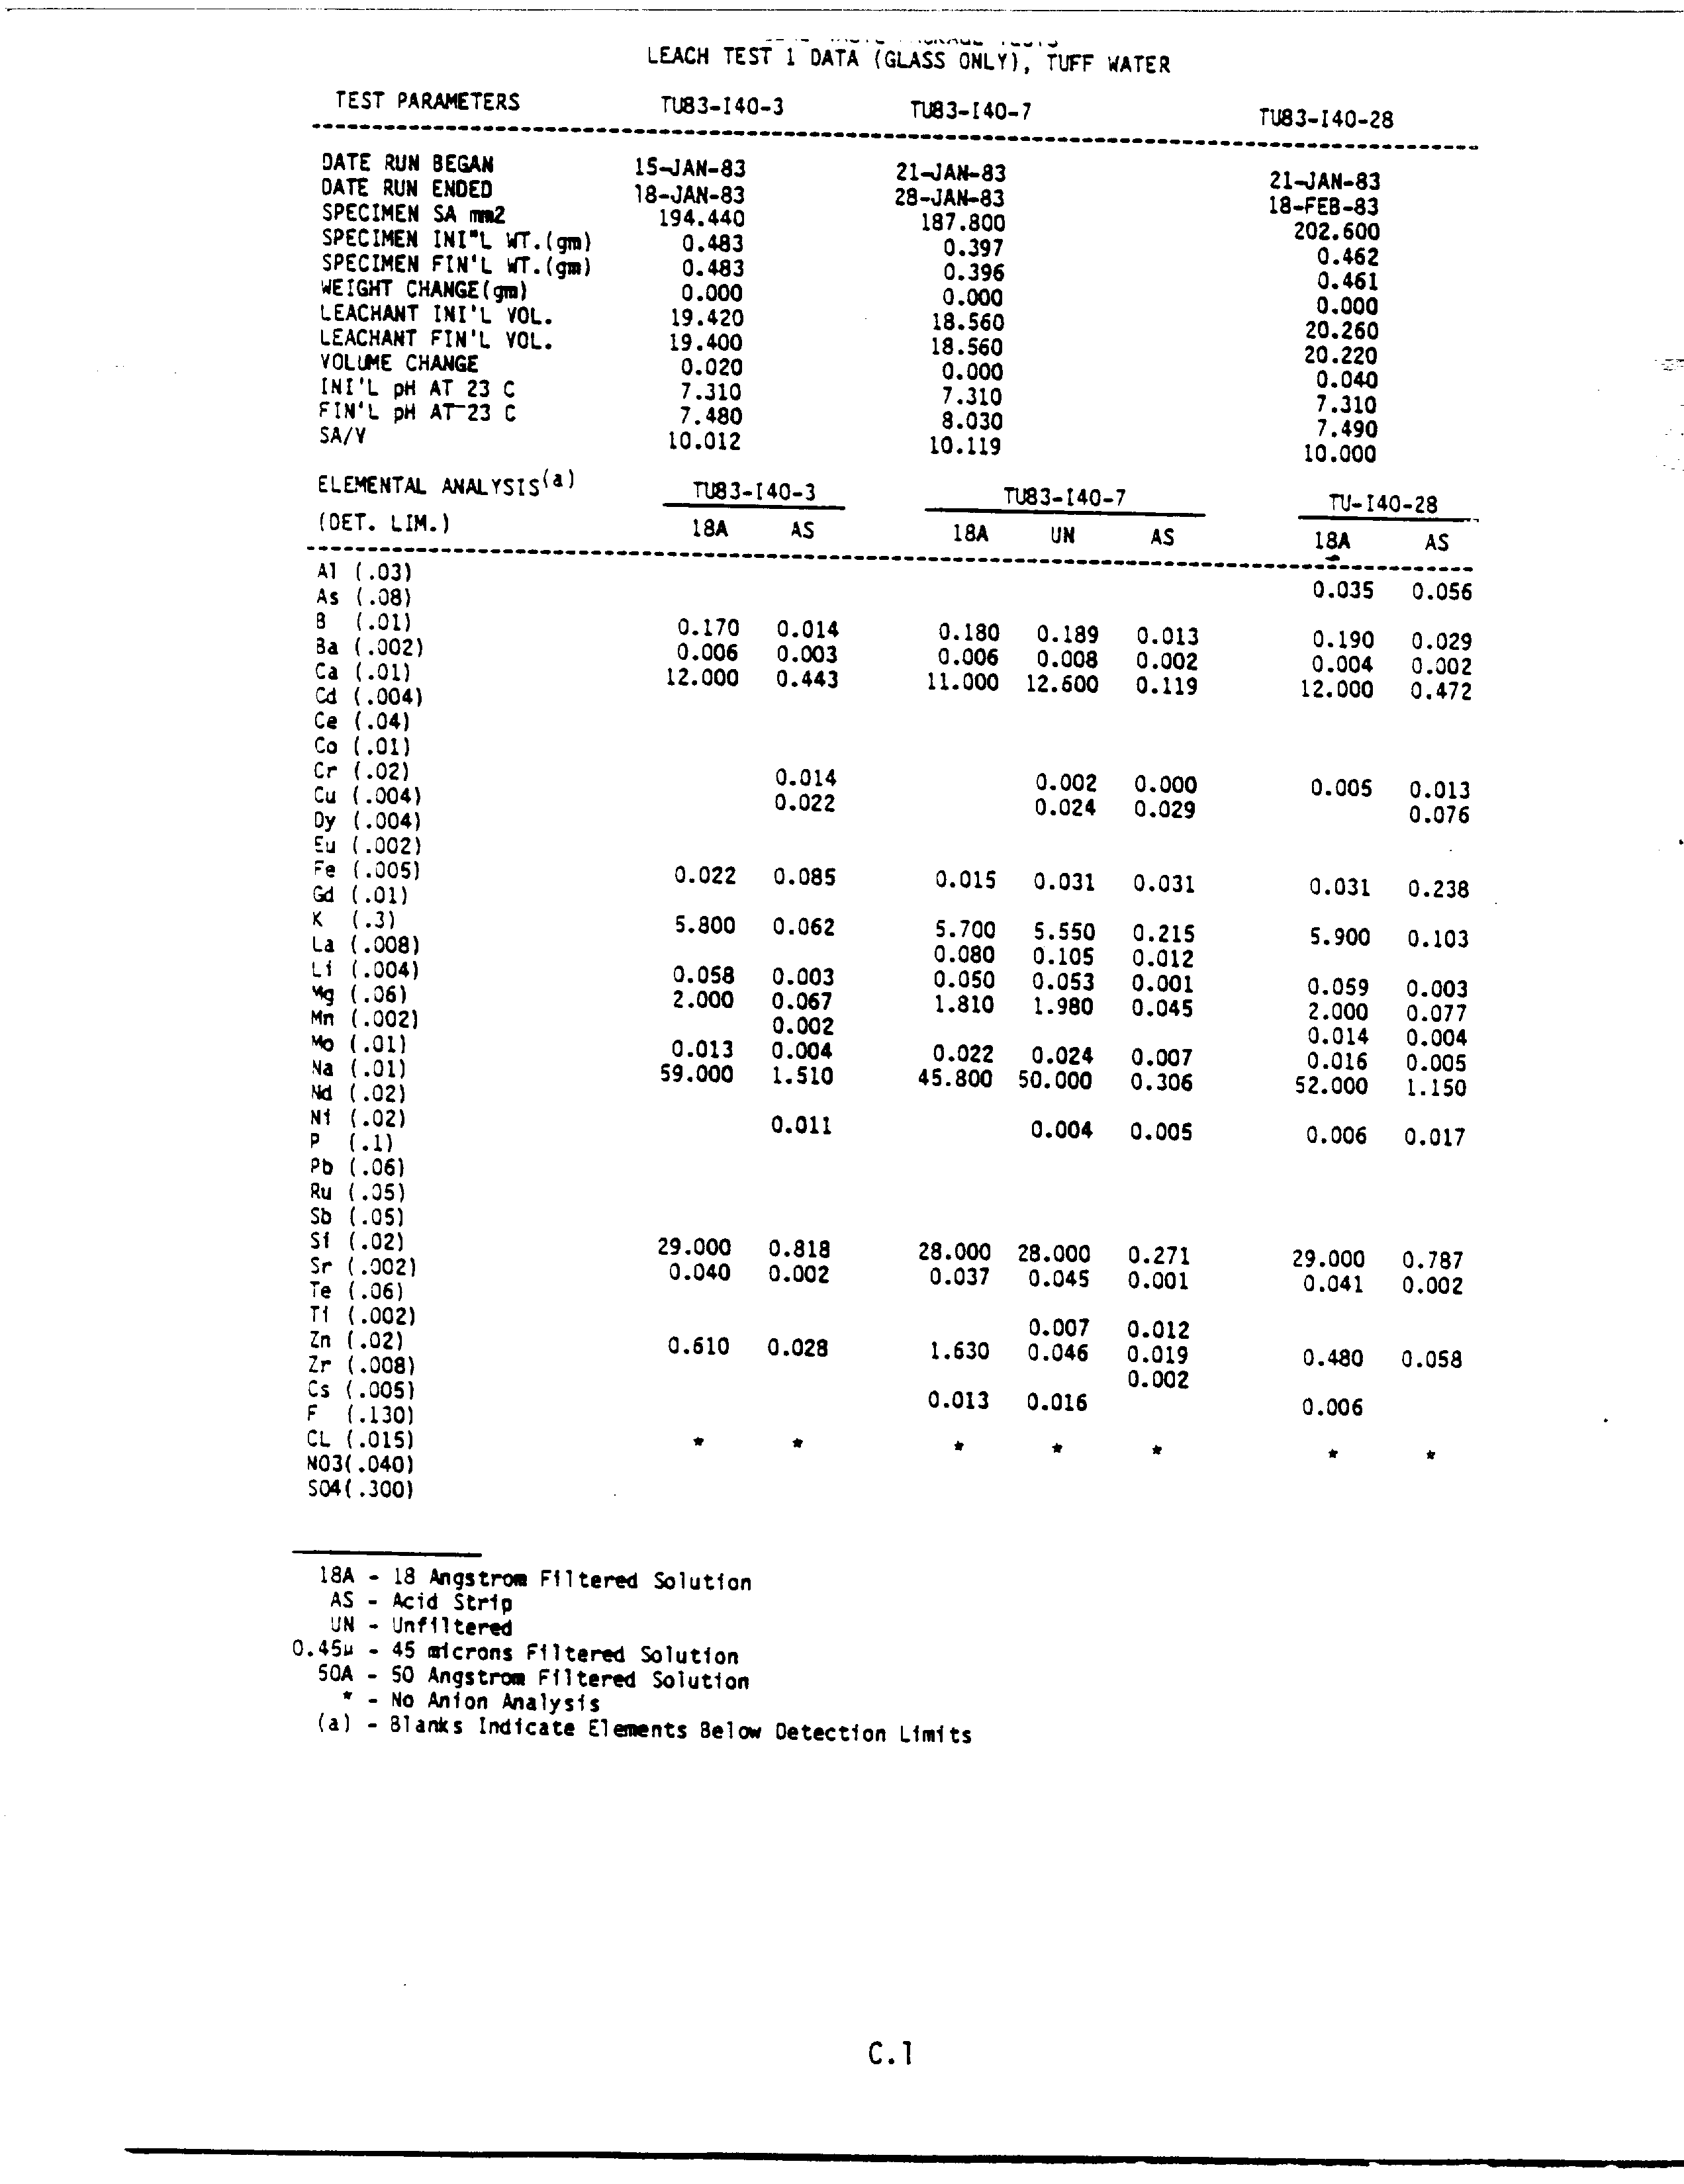 LEACH TEST 1 DATA (GLASS ONLY), TUFF WATER
TEST PARAMETERS TU83-I40-3 TU83-I40-7 TU83-I40-28
DATE RUN BEGAN 15-JAN-83 21-JAN-83 21-JAN-83
DATE RUN ENDED 18-JAN-83 28-JAN-83 18-FEB-83
SPECIMEN SA mm2 194.440 187.800 202.600
SPECIMEN INI"L WT.(gm) 0.483 0.397 0.462
SPECIMEN FIN'L WT.(gm) 0.483 0.396 0.461
WEIGHT CHANGE(gm) 0.000 0.000 0.000
LEACHANT INI'L VOL. 19.420 18.560 20.260
LEACHANT FIN'L VOL. 19.400 18.560 20.220
VOLUME CHANGE 0.020 0.000 0.040
INI'L pH AT 23 C 7.310 7.310 7.310
FIN'L pH AT 23 C 7.480 8.030 7.490
SA/V 10.012 10.119 10.000
ELEMENTAL ANALYSIS(a) TU83-I40-3 TU83-I40-7 TU-I40-28
(DET. LIM.) 18A AS 18A UN AS 18A AS
Al (.03) 0.035 0.056
As (.08)
B (.01) 0.170 0.014 0.180 0.189 0.013 0.190 0.029
Ba (.002) 0.006 0.003 0.006 0.008 0.002 0.004 0.002
Ca (.01) 12.000 0.443 11.000 12.600 0.119 12.000 0.472
Cd (.004)
Ce (.04)
Co (.01)
Cr (.02) 0.014 0.002 0.000 0.005 0.013
Cu (.004) 0.022 0.024 0.029 0.076
Dy (.004)
Eu (.002)
Fe (.005) 0.022 0.085 0.015 0.031 0.031 0.031 0.238
Gd (.01)
K (.3) 5.800 0.062 5.700 5.550 0.215 5.900 0.103
La (.008) 0.080 0.105 0.012
Li (.004) 0.058 0.003 0.050 0.053 0.001 0.059 0.003
Mg (.06) 2.000 0.067 1.810 1.980 0.045 2.000 0.077
Mn (.002) 0.002 0.014 0.004
Mo (.01) 0.013 0.004 0.022 0.024 0.007 0.016 0.005
Na (.01) 59.000 1.510 45.800 50.000 0.306 52.000 1.150
Nd (.02)
Ni (.02) 0.011 0.004 0.005 0.006 0.017
P (.1)
Pb (.06)
Ru (.05)
Sb (.05)
Si (.02) 29.000 0.818 28.000 28.000 0.271 29.000 0.787
Sr (.002) 0.040 0.002 0.037 0.045 0.001 0.041 0.002
Te (.06)
Ti (.002) 0.007 0.012
Zn (.02) 0.610 0.028 1.630 0.046 0.019 0.480 0.058
Zr (.008) 0.002
Cs (.005) 0.013 0.016 0.006
F (.130)
CL (.015) * * * * * * *
NO3(.040)
SO4(.300)
18A - 18 Angstrom Filtered Solution
AS - Acid Strip
UN - Unfiltered
0.45µ - 45 microns Filtered Solution
50A - 50 Angstrom Filtered Solution
* - No Anion Analysis
(a) - Blanks Indicate Elements Below Detection Limits
C.1